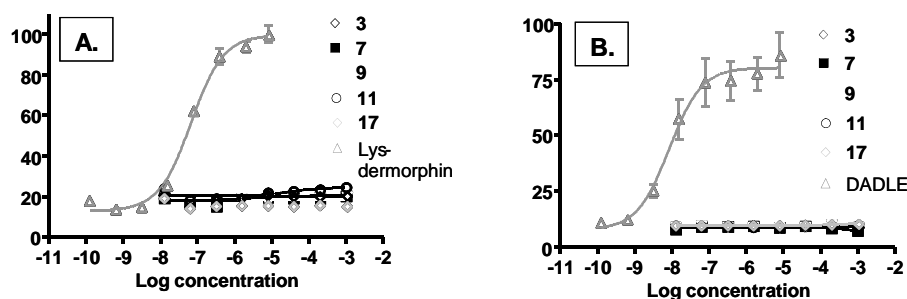 A.
100
80
60
40
20
0
-11 -10 -9 -8 -7 -6 -5 -4 -3 -2
Log concentration
3
7
9
11
17
Lys-
dermorphin
B.
100
75
50
25
0
-11 -10 -9 -8 -7 -6 -5 -4 -3 -2
Log concentration
3
7
9
11
17
DADLE